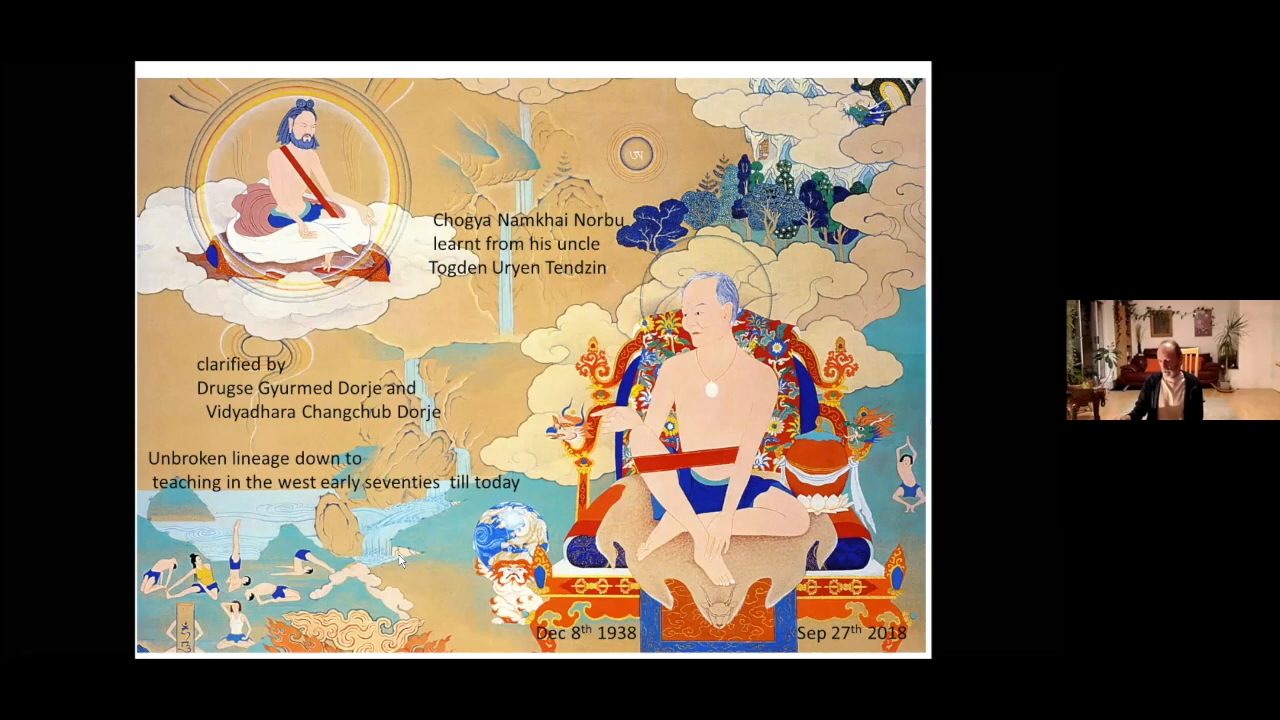 ཨ
Chogya Namkhai Norbu
learnt from his uncle
Togden Uryen Tendzin
clarified by
Drugse Gyurmed Dorje and
Vidyadhara Changchub Dorje
Unbroken lineage down to
teaching in the west early seventies till today
Dec 8th 1938
Sep 27th 2018